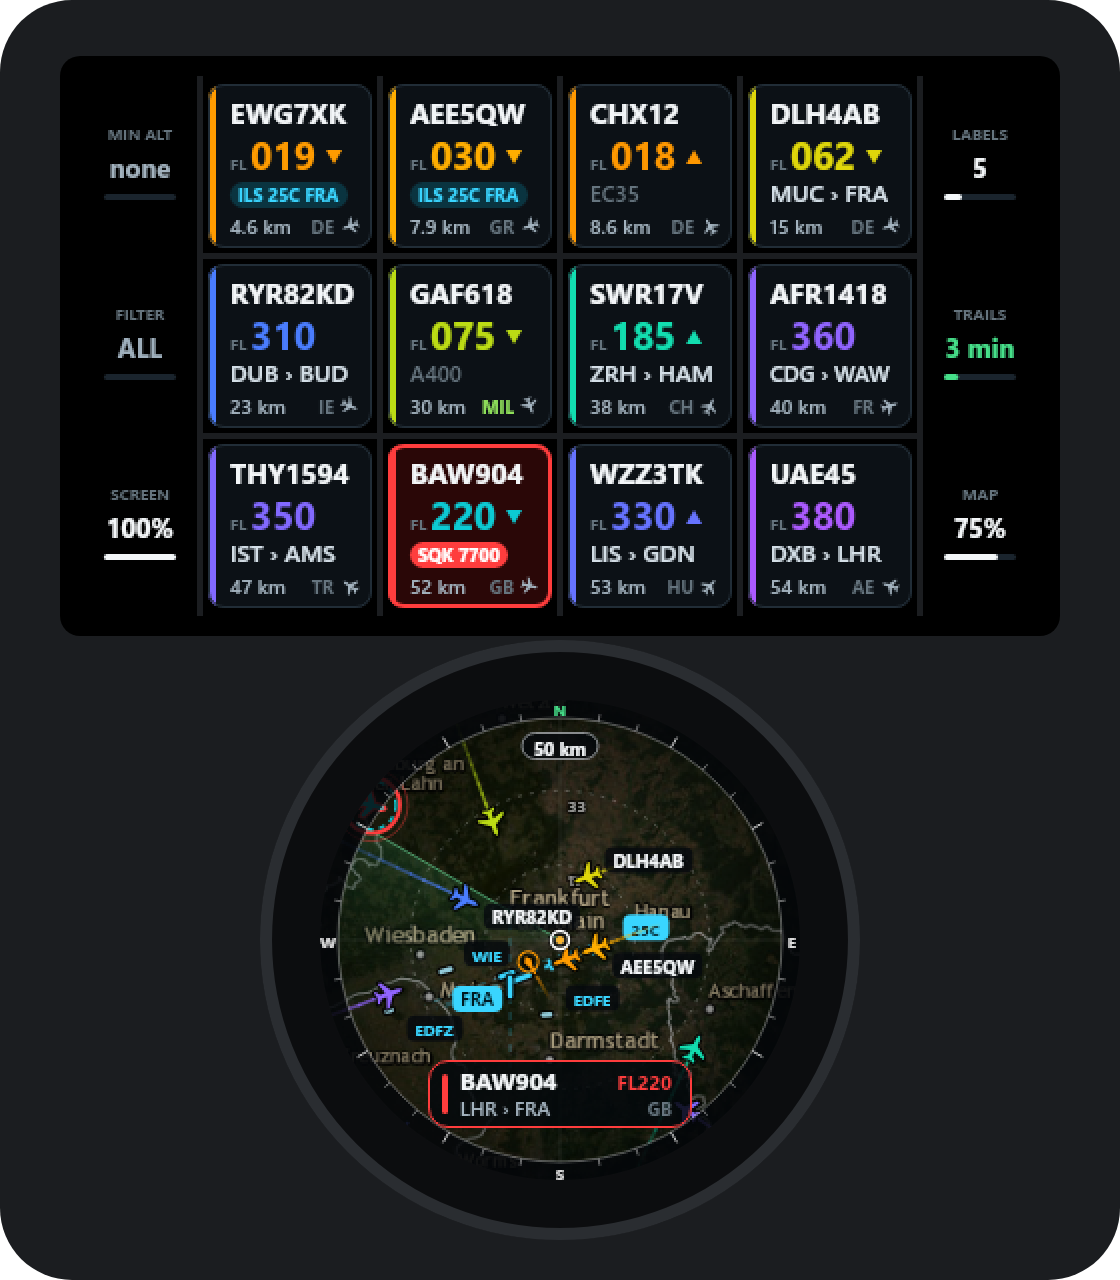 MIN ALT
none
EWG7XK
FL 019
ILS 25C FRA
4.6 km DE
AEE5QW
FL 030
ILS 25C FRA
7.9 km GR
CHX12
FL 018
EC35
8.6 km DE
DLH4AB
FL 062
MUC › FRA
15 km DE
LABELS
5
FILTER
ALL
RYR82KD
FL 310
DUB › BUD
23 km IE
GAF618
FL 075
A400
30 km MIL
SWR17V
FL 185
ZRH › HAM
38 km CH
AFR1418
FL 360
CDG › WAW
40 km FR
TRAILS
3 min
SCREEN
100%
THY1594
FL 350
IST › AMS
47 km TR
BAW904
FL 220
SQK 7700
52 km GB
WZZ3TK
FL 330
LIS › GDN
53 km HU
UAE45
FL 380
DXB › LHR
54 km AE
MAP
75%
N
50 km
g an
Lahn
33
DLH4AB
Frankfurt
Hanau
RYR82KD
ain
25C
W
Wiesbaden
E
WIE
AEE5QW
FRA
EDFE
Aschaff
EDFZ
Darmstadt
uznach
BAW904 FL220
LHR › FRA GB
S